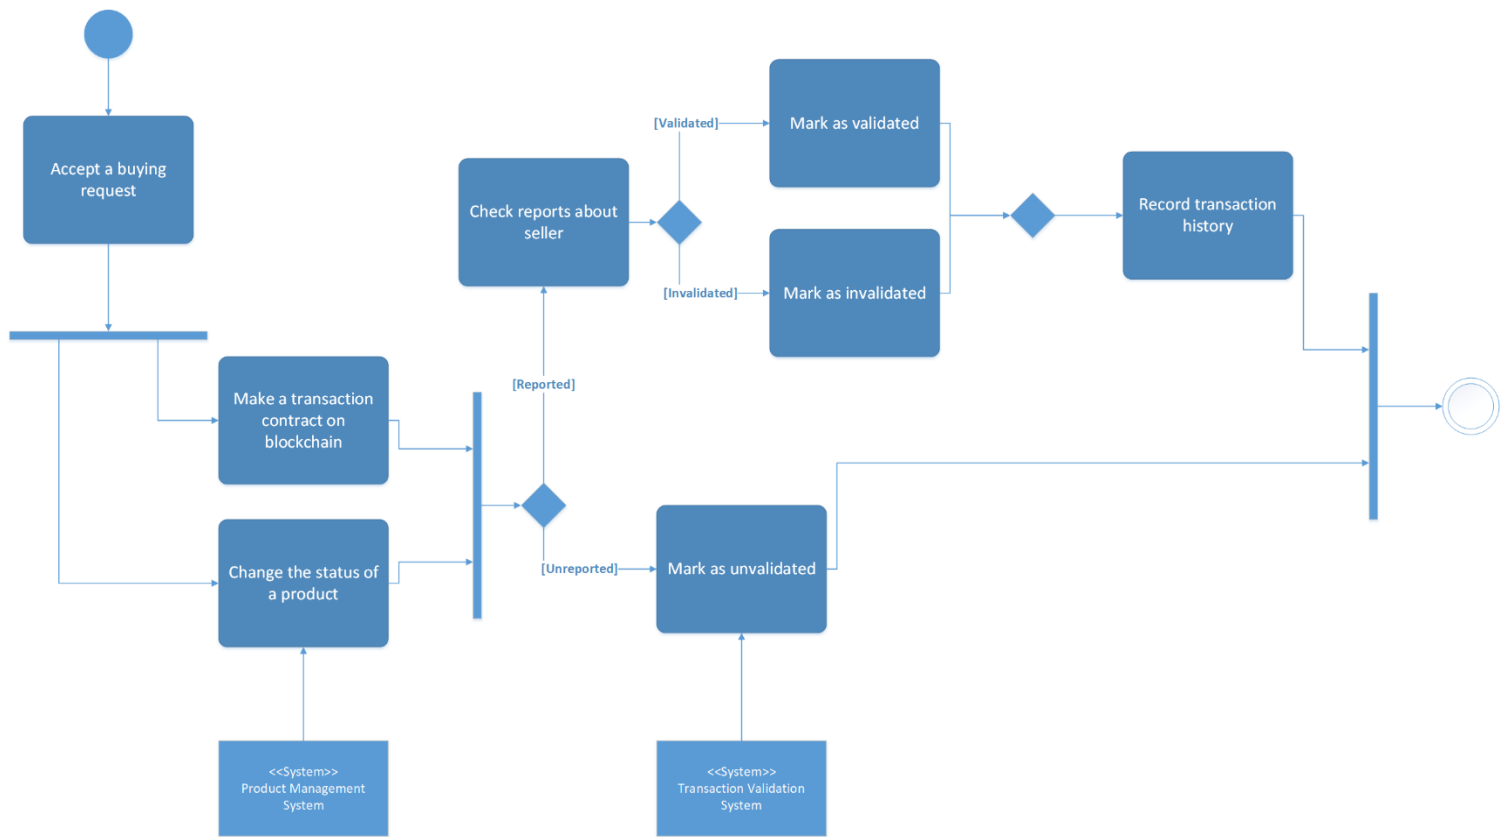 Accept a buying
request
Make a transaction
contract on
blockchain
Change the status of
a product
<<System>>
Product Management
System
[Reported]
[Unreported]
Check reports about
seller
[Validated]
[Invalidated]
Mark as validated
Mark as invalidated
Mark as unvalidated
<<System>>
Transaction Validation
System
Record transaction
history